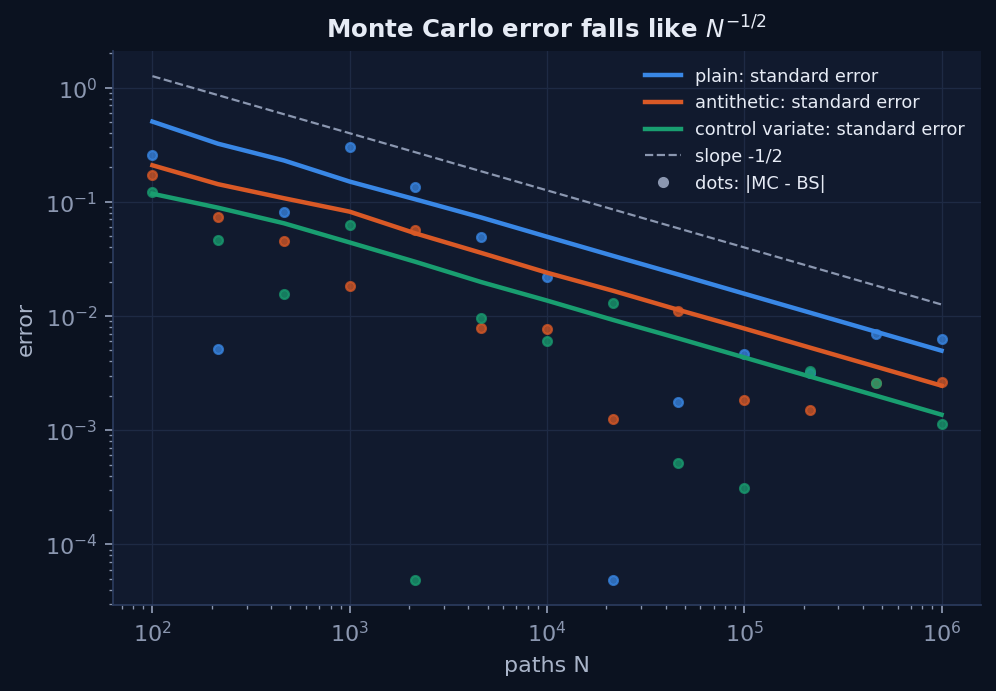 Monte Carlo error falls like N^{-1/2}
plain: standard error
antithetic: standard error
control variate: standard error
slope -1/2
dots: |MC - BS|
error
10^0
10^{-1}
10^{-2}
10^{-3}
10^{-4}
10^2
10^3
10^4
10^5
10^6
paths N